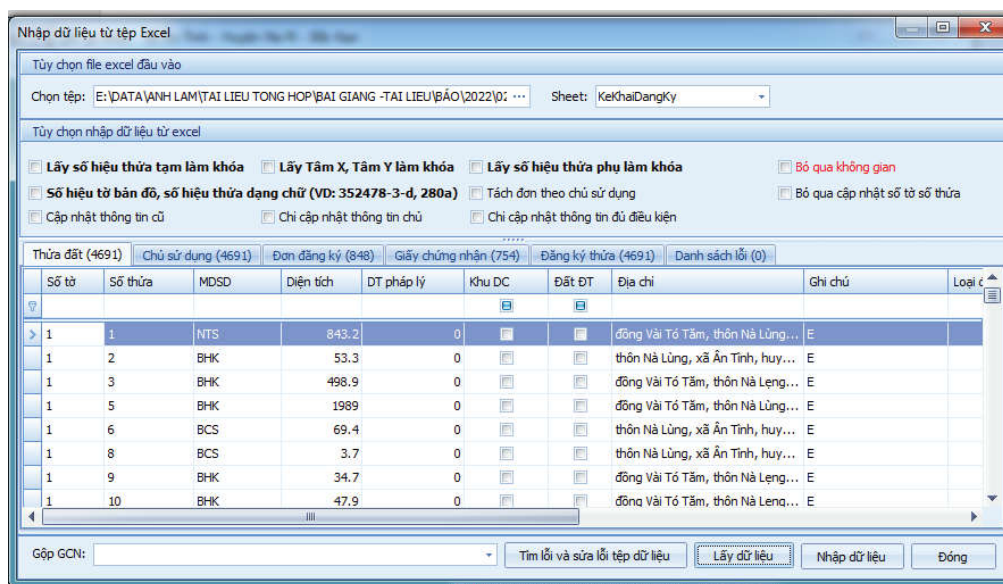 Nhập dữ liệu từ tệp Excel
Tùy chọn file excel đầu vào
Chọn tệp: E:\DATA\ANH LAM\TAI LIEU TONG HOP\BAI GIANG -TAI LIEU\BÁO\2022\02 ... Sheet: KeKhaiDangKy
Tùy chọn nhập dữ liệu từ excel
Lấy số hiệu thửa tạm làm khóa Lấy Tâm X, Tâm Y làm khóa Lấy số hiệu thửa phụ làm khóa Bỏ qua không gian
Số hiệu tờ bản đồ, số hiệu thửa dạng chữ (VD: 352478-3-d, 280a) Tách đơn theo chủ sử dụng Bỏ qua cập nhật số tờ số thửa
Cập nhật thông tin cũ Chỉ cập nhật thông tin chủ Chỉ cập nhật thông tin đủ điều kiện
Thửa đất (4691) Chủ sử dụng (4691) Đơn đăng ký (848) Giấy chứng nhận (754) Đăng ký thửa (4691) Danh sách lỗi (0)
Số tờ Số thửa MDSD Diện tích DT pháp lý Khu DC Đất ĐT Địa chỉ Ghi chú Loại
1 1 NTS 843.2 0 đồng Vài Tó Tăm, thôn Nà Lùng... E
1 2 BHK 53.3 0 thôn Nà Lùng, xã Ân Tình, huy... E
1 3 BHK 498.9 0 đồng Vài Tó Tăm, thôn Nà Lẹng... E
1 5 BHK 1989 0 đồng Vài Tó Tăm, thôn Nà Lùng... E
1 6 BCS 69.4 0 thôn Nà Lùng, xã Ân Tình, huy... E
1 8 BCS 3.7 0 thôn Nà Lùng, xã Ân Tình, huy... E
1 9 BHK 34.7 0 đồng Vài Tó Tăm, thôn Nà Lẹng... E
1 10 BHK 47.9 0 đồng Vài Tó Tăm, thôn Nà Lẹng... E
Gộp GCN: Tìm lỗi và sửa lỗi tệp dữ liệu Lấy dữ liệu Nhập dữ liệu Đóng